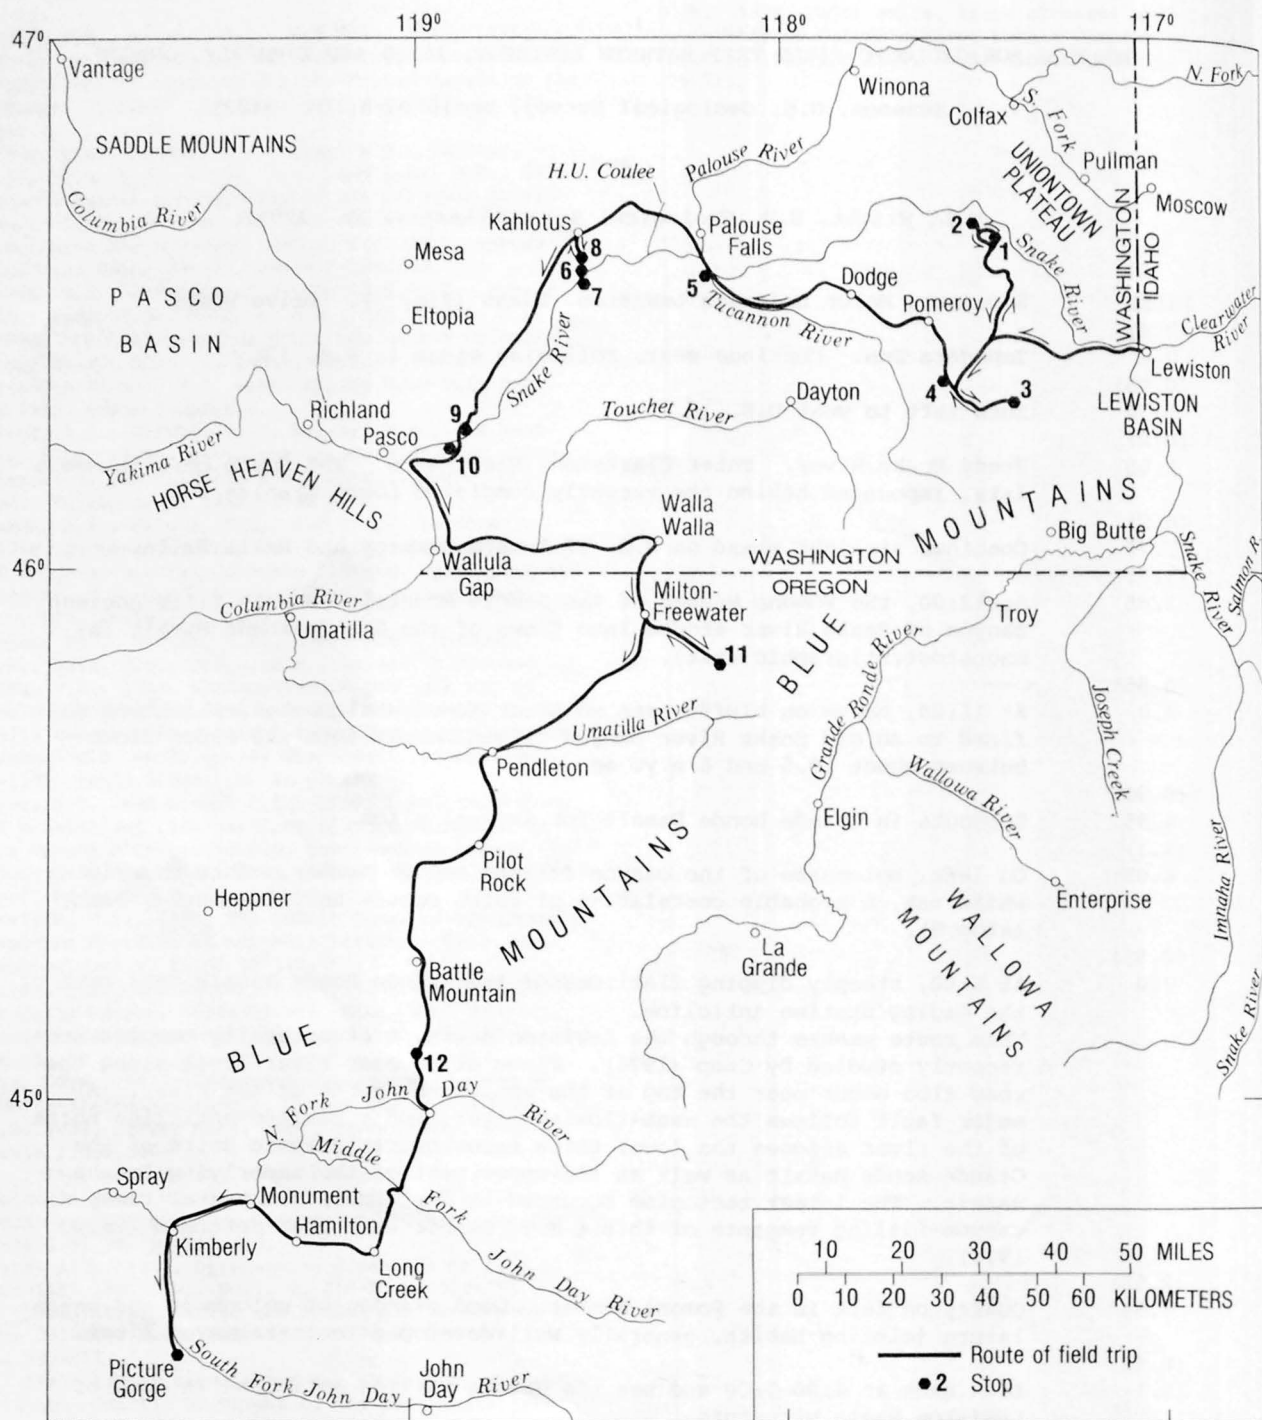 119°
118°
117°
47°
Vantage
Winona
N. Fork
Colfax
S. Fork
SADDLE MOUNTAINS
Palouse River
Pullman
H.U. Coulee
UNIONTOWN
PLATEAU
WASHINGTON
IDAHO
Moscow
Columbia River
Kahlotus
Palouse
Falls
2
1
Snake River
Mesa
8
6
7
5
Dodge
PASCO
BASIN
Eltopia
Tucannon River
Pomeroy
Clearwater
River
Snake River
Lewiston
4
3
Dayton
LEWISTON
BASIN
Richland
9
Touchet River
Pasco
10
Yakima River
HORSE HEAVEN HILLS
Walla
Walla
MOUNTAINS
Big Butte
46°
Wallula
Gap
WASHINGTON
OREGON
Snake River
Salmon R.
Columbia River
Milton-
Freewater
Umatilla
Troy
11
BLUE
Grande Ronde River
Joseph Creek
Umatilla River
Pendleton
Wallowa River
Elgin
Pilot
Rock
MOUNTAINS
Imnaha River
Heppner
Enterprise
WALLOWA
MOUNTAINS
La
Grande
Battle
Mountain
BLUE
12
Snake River
45°
N. Fork John Day River
Middle Fork John Day River
Spray
Monument
Hamilton
Kimberly
Long
Creek
10 20 30 40 50 MILES
10 20 30 40 50 60 KILOMETERS
Route of field trip
2 Stop
Picture
Gorge
South Fork John Day River
John
Day